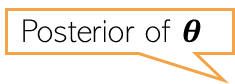 Posterior of θ